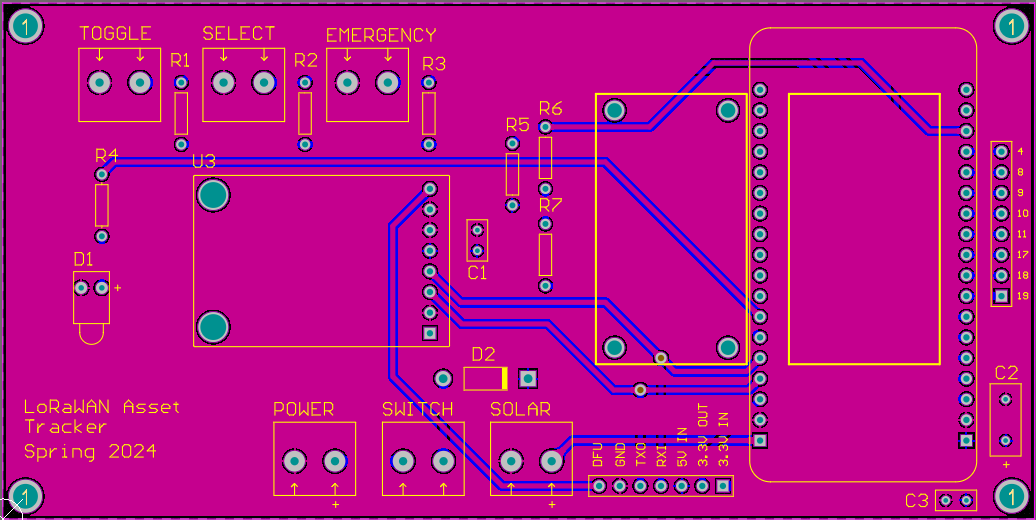 1
1
TOGGLE
SELECT
EMERGENCY
R1
R2
R3
R4
U3
R5
R6
R7
C1
D1
+
4
8
9
10
11
17
18
19
D2
C2
+
LoRaWAN Asset
Tracker
Spring 2024
POWER
SWITCH
SOLAR
+
+
DFU
GND
TXO
RXI
5V IN
3.3V OUT
3.3V IN
C3
1
1